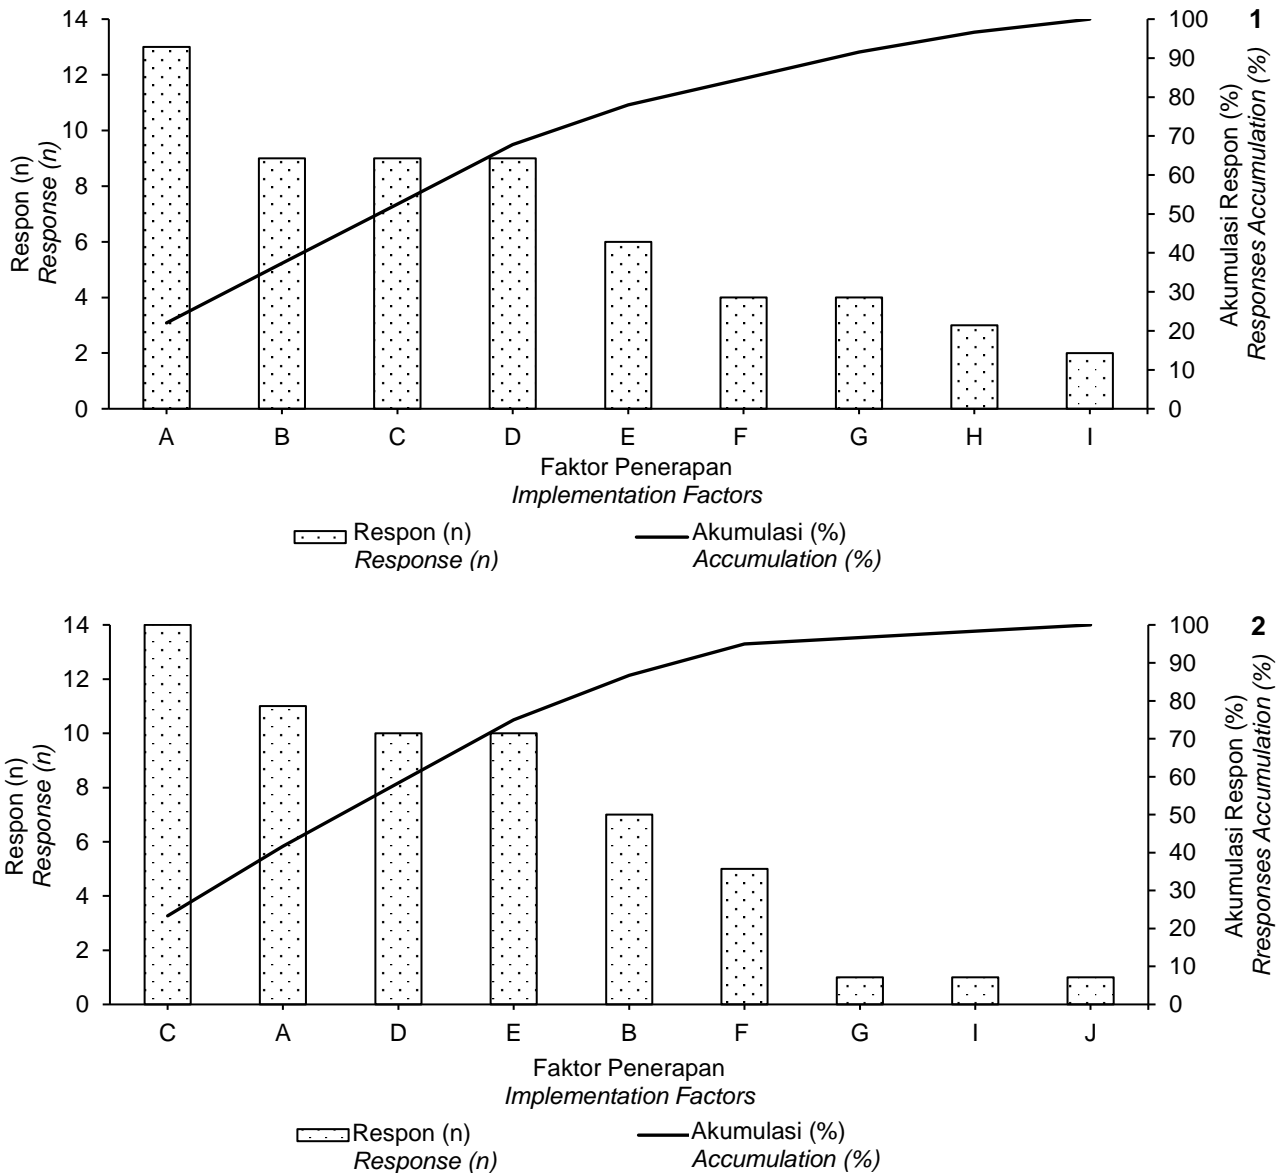 1
14
12
10
8
6
4
2
0
Respon (n)
Response (n)
100
90
80
70
60
50
40
30
20
10
0
Akumulasi Respon (%)
Responses Accumulation (%)
A B C D E F G H I
Faktor Penerapan
Implementation Factors
Respon (n) Akumulasi (%)
Response (n) Accumulation (%)
2
14
12
10
8
6
4
2
0
Respon (n)
Response (n)
100
90
80
70
60
50
40
30
20
10
0
Akumulasi Respon (%)
Rresponses Accumulation (%)
C A D E B F G I J
Faktor Penerapan
Implementation Factors
Respon (n) Akumulasi (%)
Response (n) Accumulation (%)